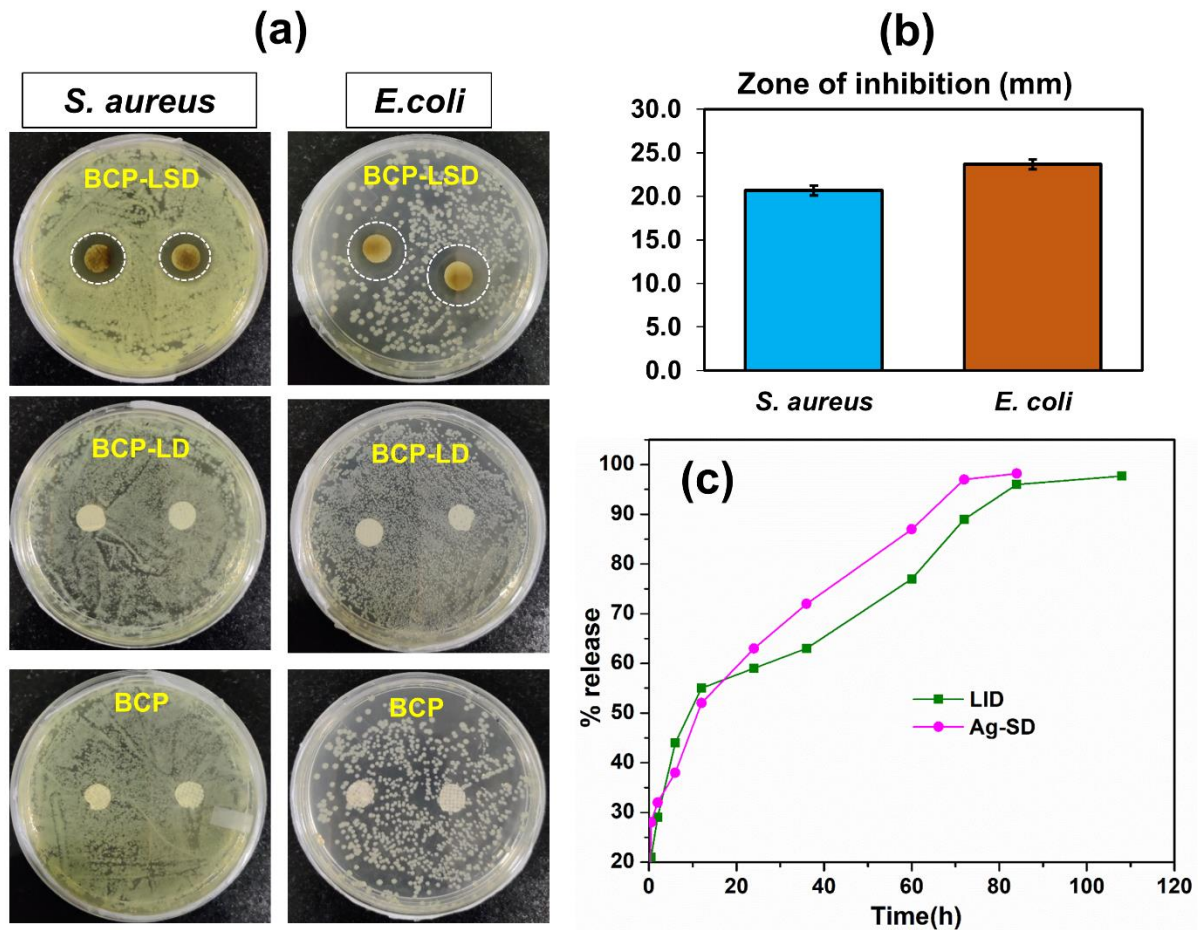 (a)
S. aureus
E.coli
BCP-LSD
BCP-LSD
BCP-LD
BCP-LD
BCP
BCP
(b)
Zone of inhibition (mm)
30.0
25.0
20.0
15.0
10.0
5.0
0.0
S. aureus
E. coli
(c)
% release
100
90
80
70
60
50
40
30
20
LID
Ag-SD
0
20
40
60
80
100
120
Time(h)